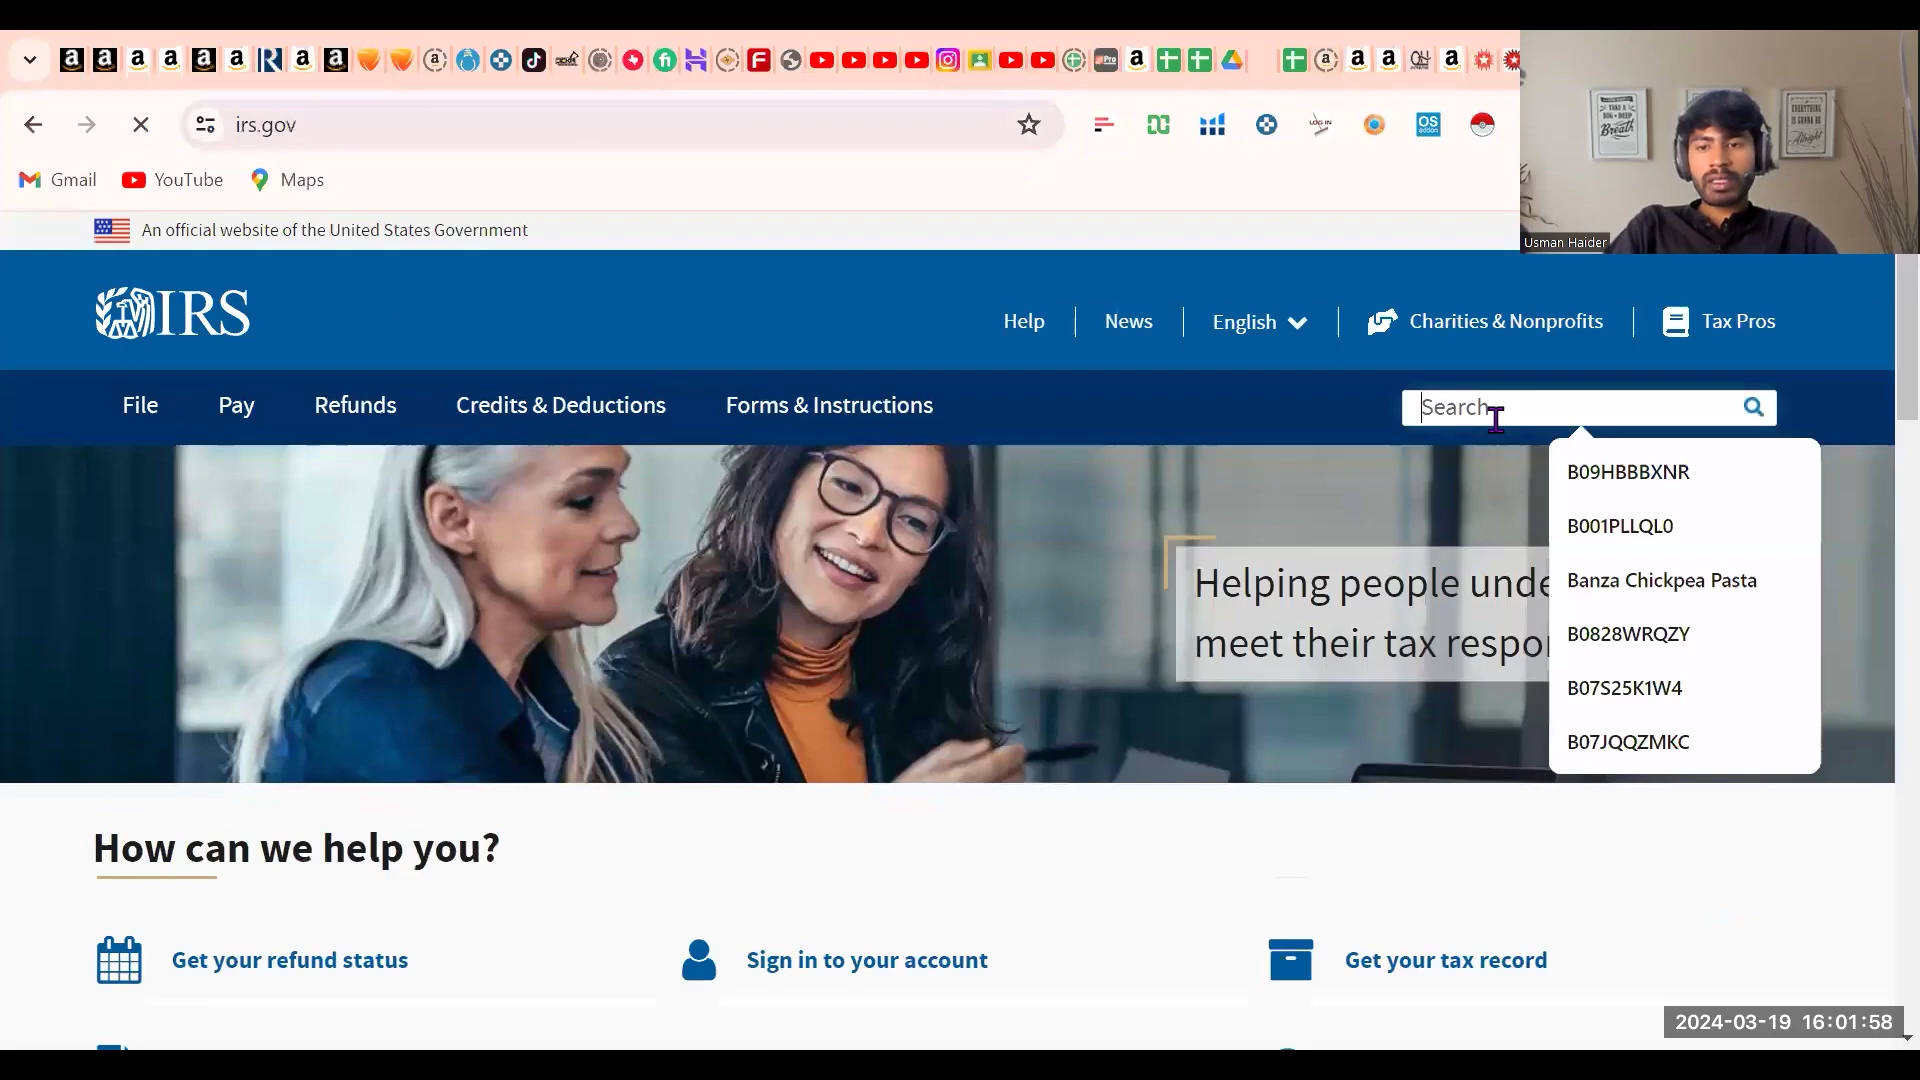 irs.gov
Gmail
YouTube
Maps
An official website of the United States Government
Usman Haider
IRS
Help
News
English
Charities & Nonprofits
Tax Pros
File
Pay
Refunds
Credits & Deductions
Forms & Instructions
Search
B09HBBBXNR
B001PLLQL0
Banza Chickpea Pasta
B0828WRQZY
B07S25K1W4
B07JQQZMKC
Helping people unde
meet their tax respon
How can we help you?
Get your refund status
Sign in to your account
Get your tax record
2024-03-19 16:01:58